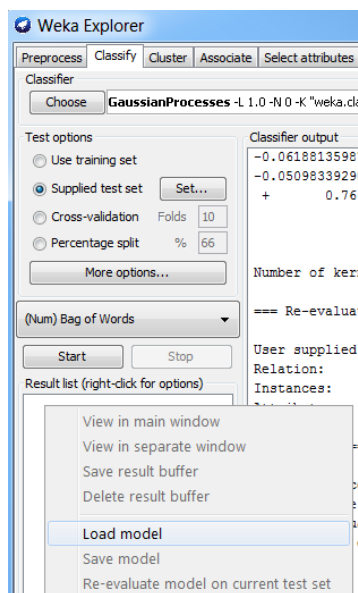 Weka Explorer
Preprocess Classify Cluster Associate Select attributes
Classifier
Choose GaussianProcesses -L 1.0 -N 0 -K "weka.cla
Test options
Use training set
Supplied test set Set...
Cross-validation Folds 10
Percentage split % 66
More options...
(Num) Bag of Words
Start Stop
Result list (right-click for options)
View in main window
View in separate window
Save result buffer
Delete result buffer
Load model
Save model
Re-evaluate model on current test set
Classifier output
-0.061881359
-0.050983392
+ 0.76
Number of ker
=== Re-evalua
User supplied
Relation:
Instances: